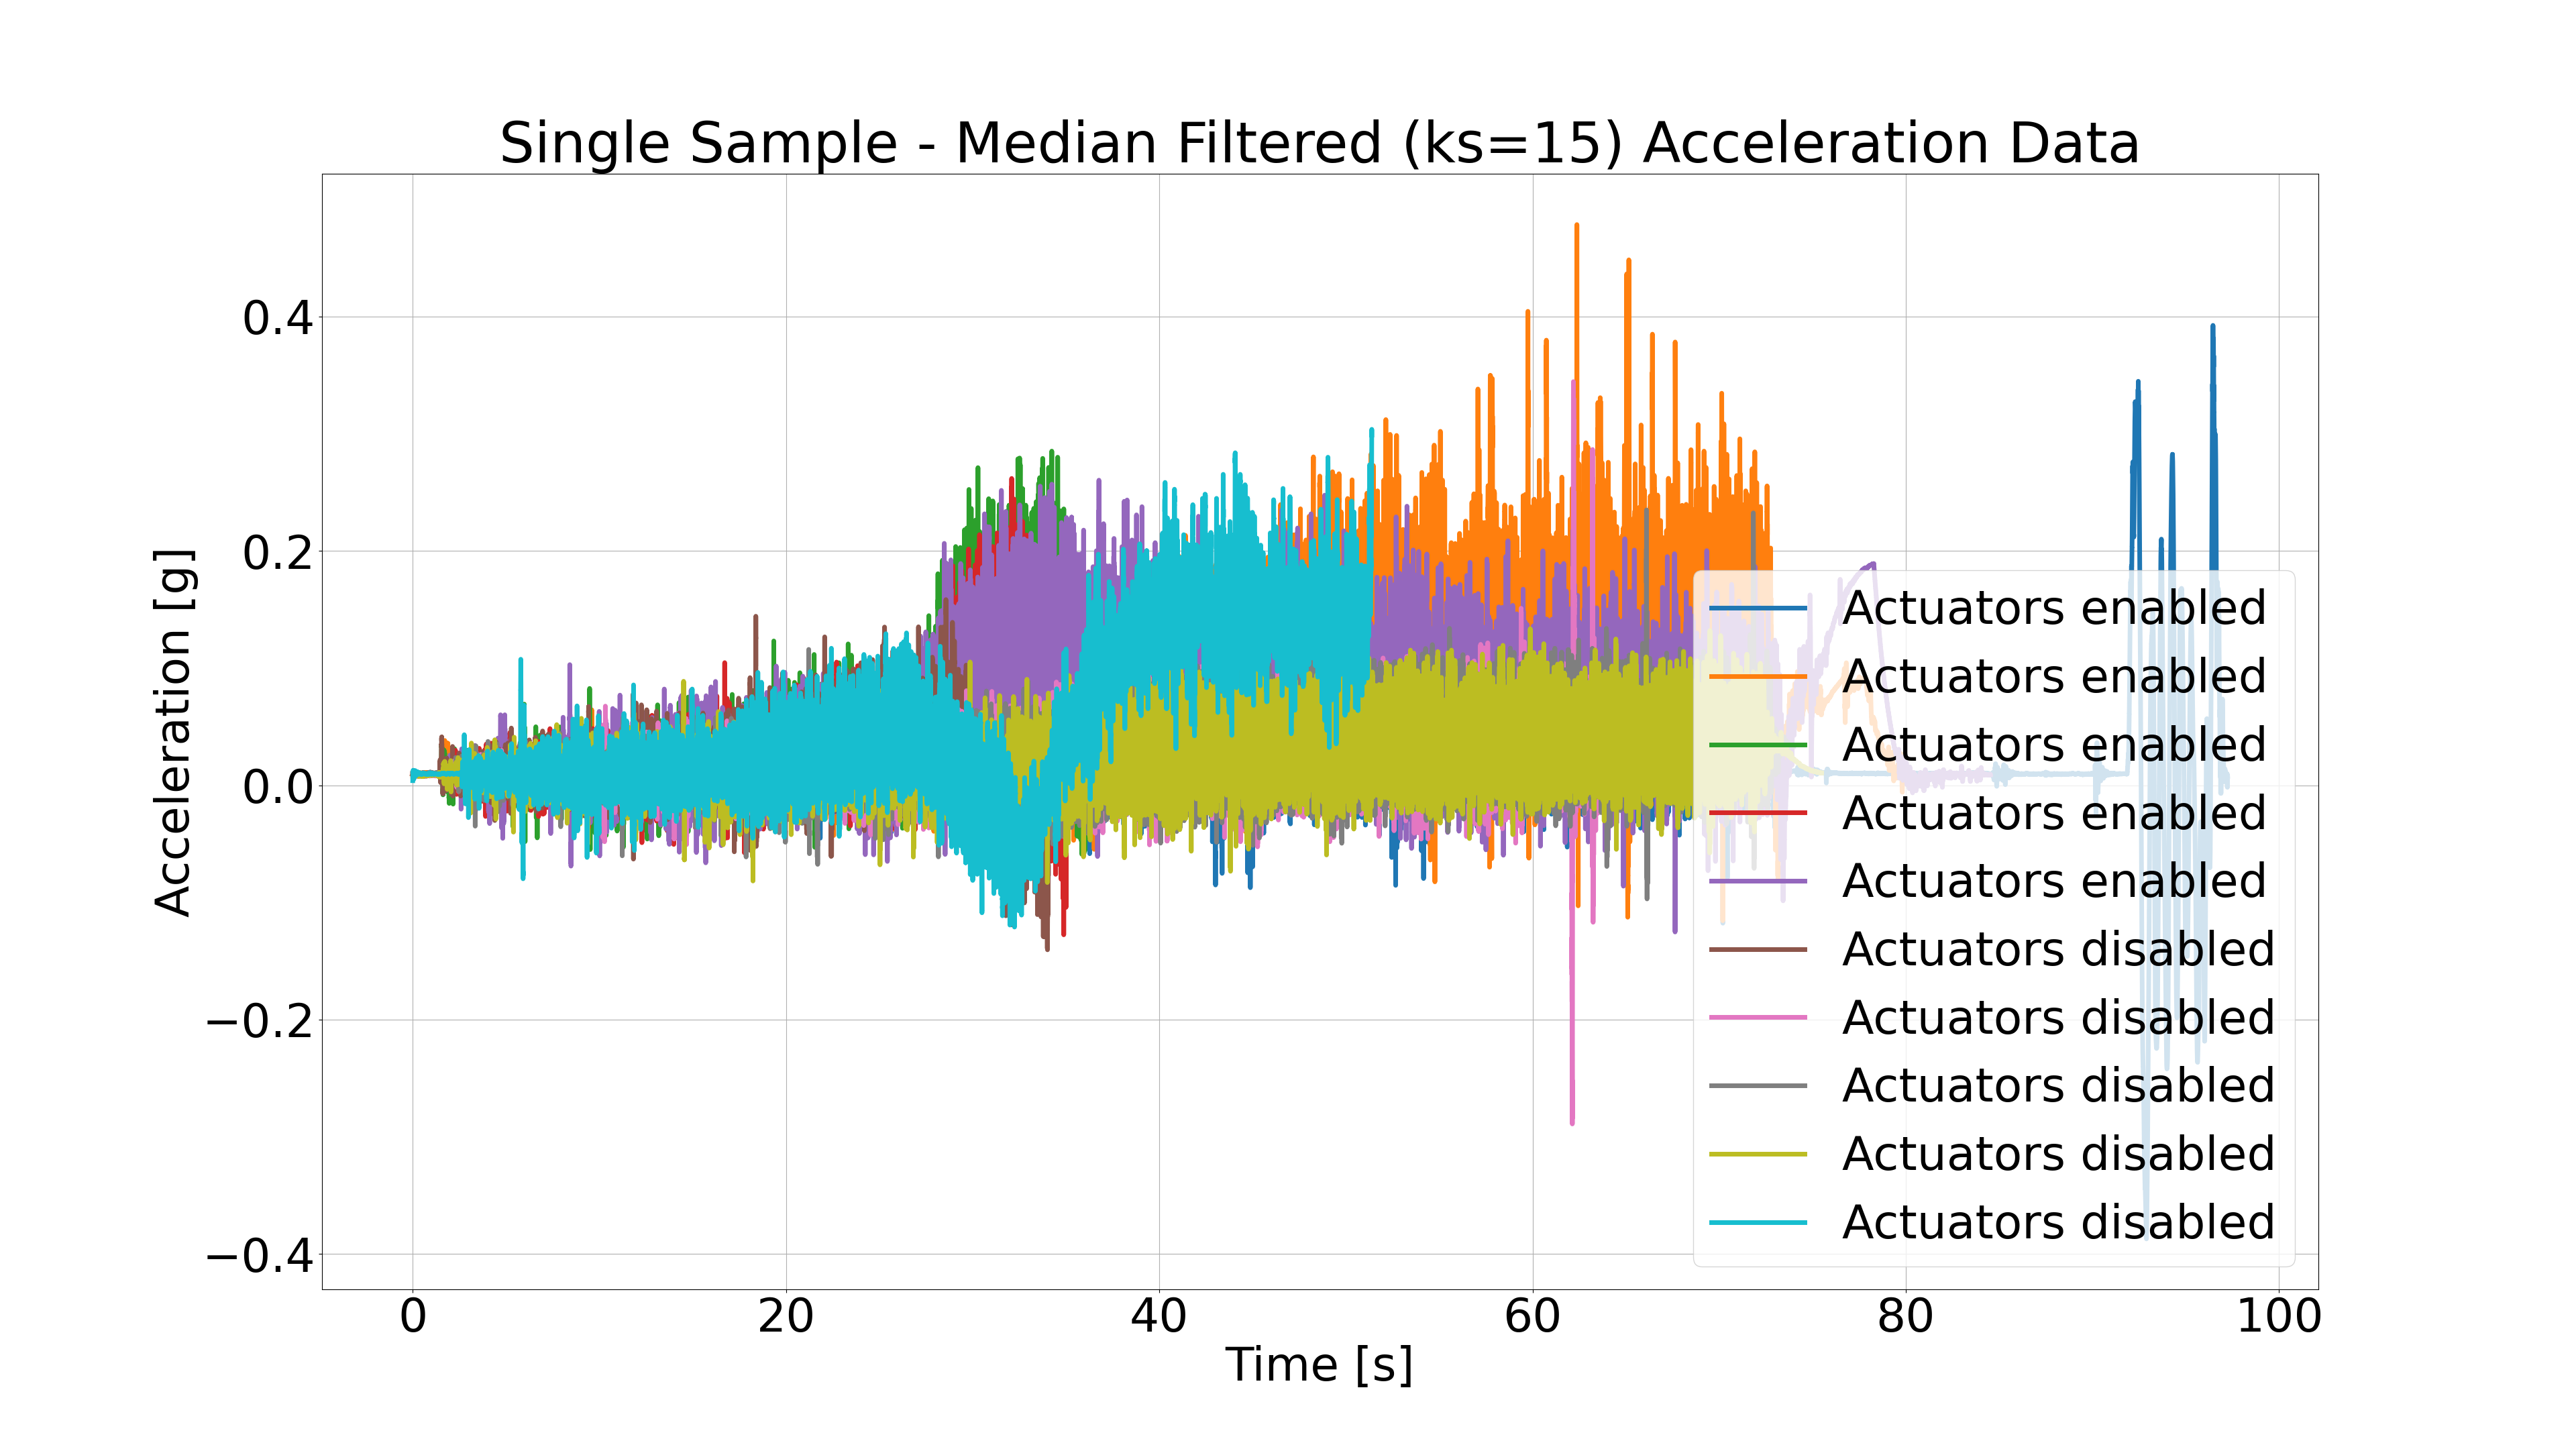 Single Sample - Median Filtered (ks=15) Acceleration Data
Acceleration [g]
0.4
0.2
0.0
−0.2
−0.4
0 20 40 60 80 100
Time [s]
Actuators enabled
Actuators enabled
Actuators enabled
Actuators enabled
Actuators enabled
Actuators disabled
Actuators disabled
Actuators disabled
Actuators disabled
Actuators disabled